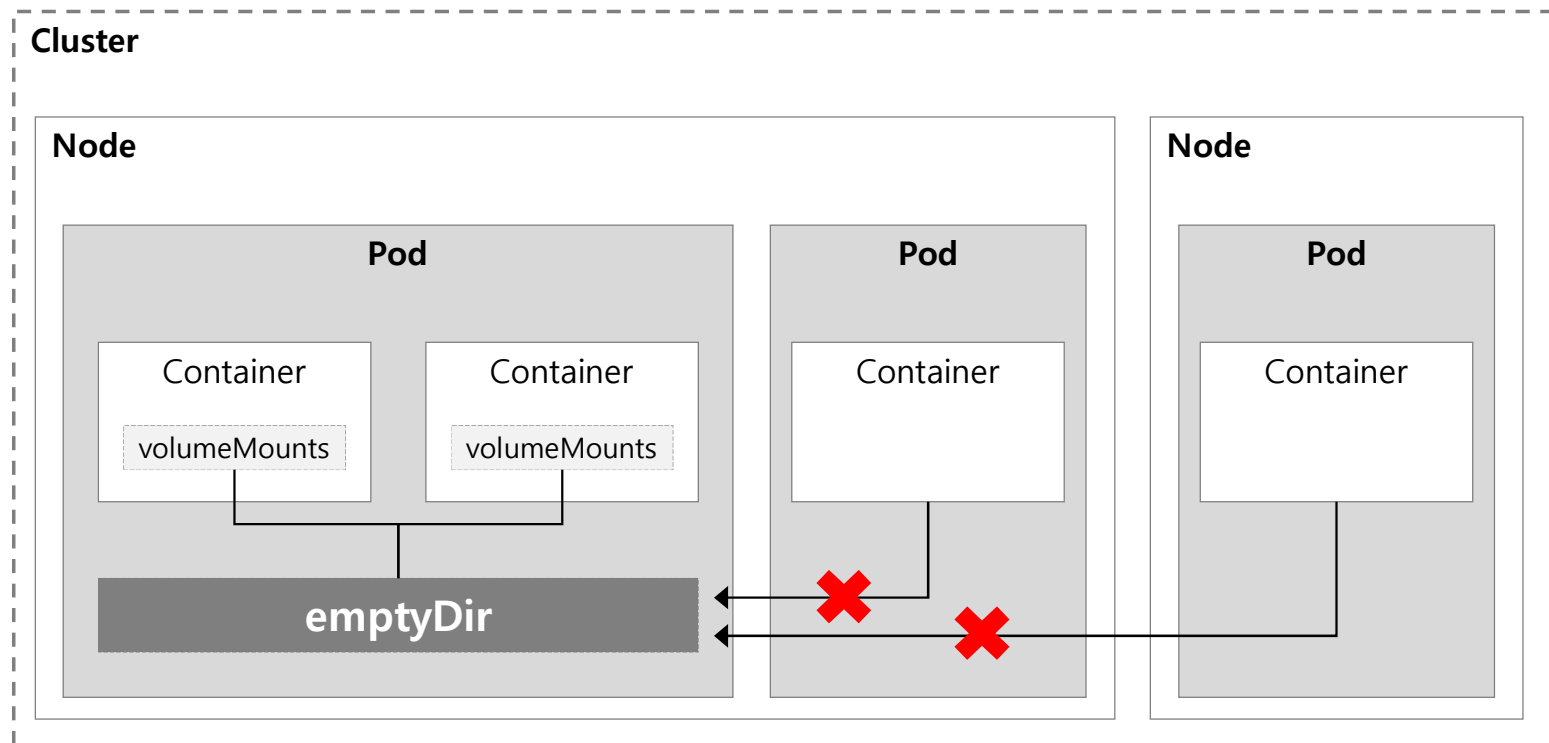 Cluster
Node
Node
Pod
Pod
Pod
Container
Container
Container
Container
volumeMounts
volumeMounts
emptyDir